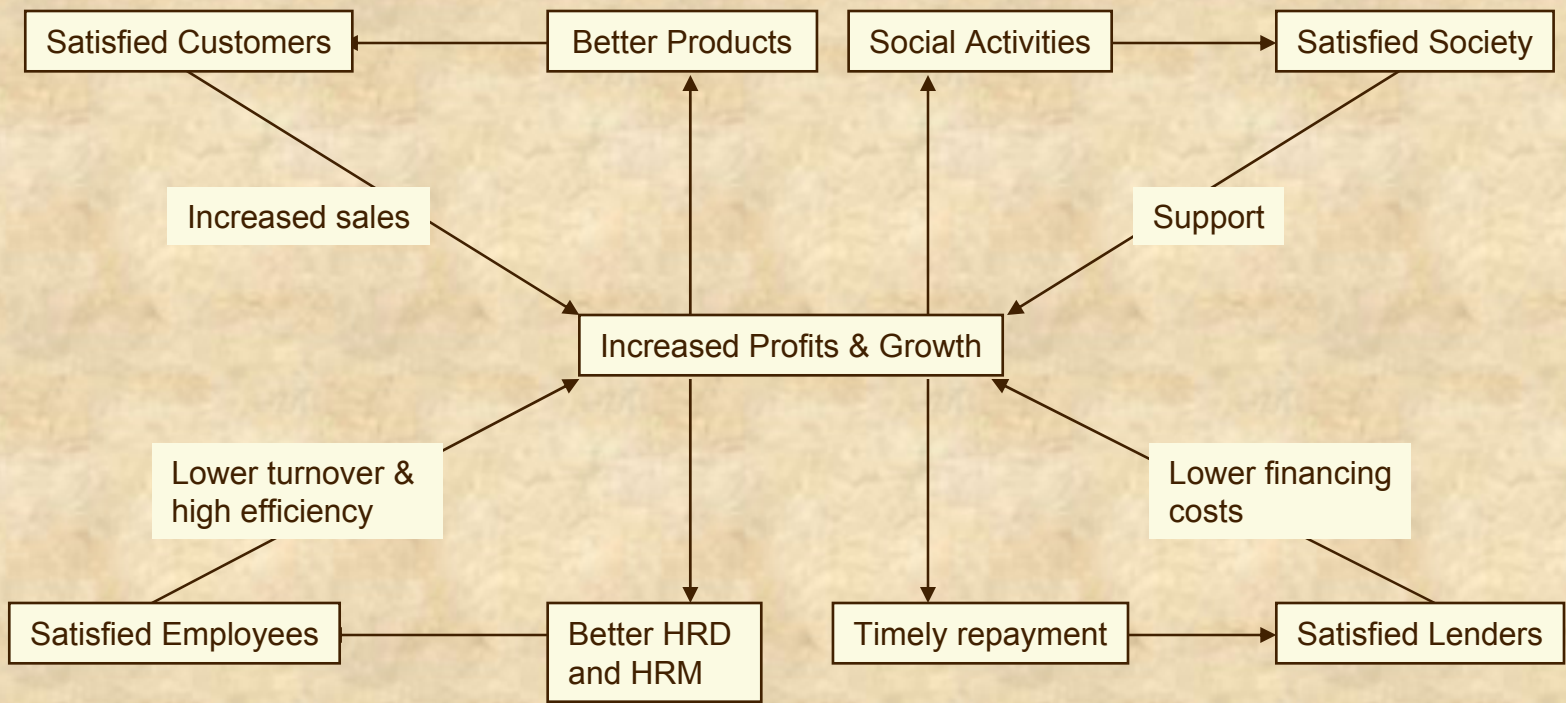 Satisfied Customers
Better Products
Social Activities
Satisfied Society
Increased sales
Support
Increased Profits & Growth
Lower turnover &
high efficiency
Lower financing
costs
Satisfied Employees
Better HRD
and HRM
Timely repayment
Satisfied Lenders